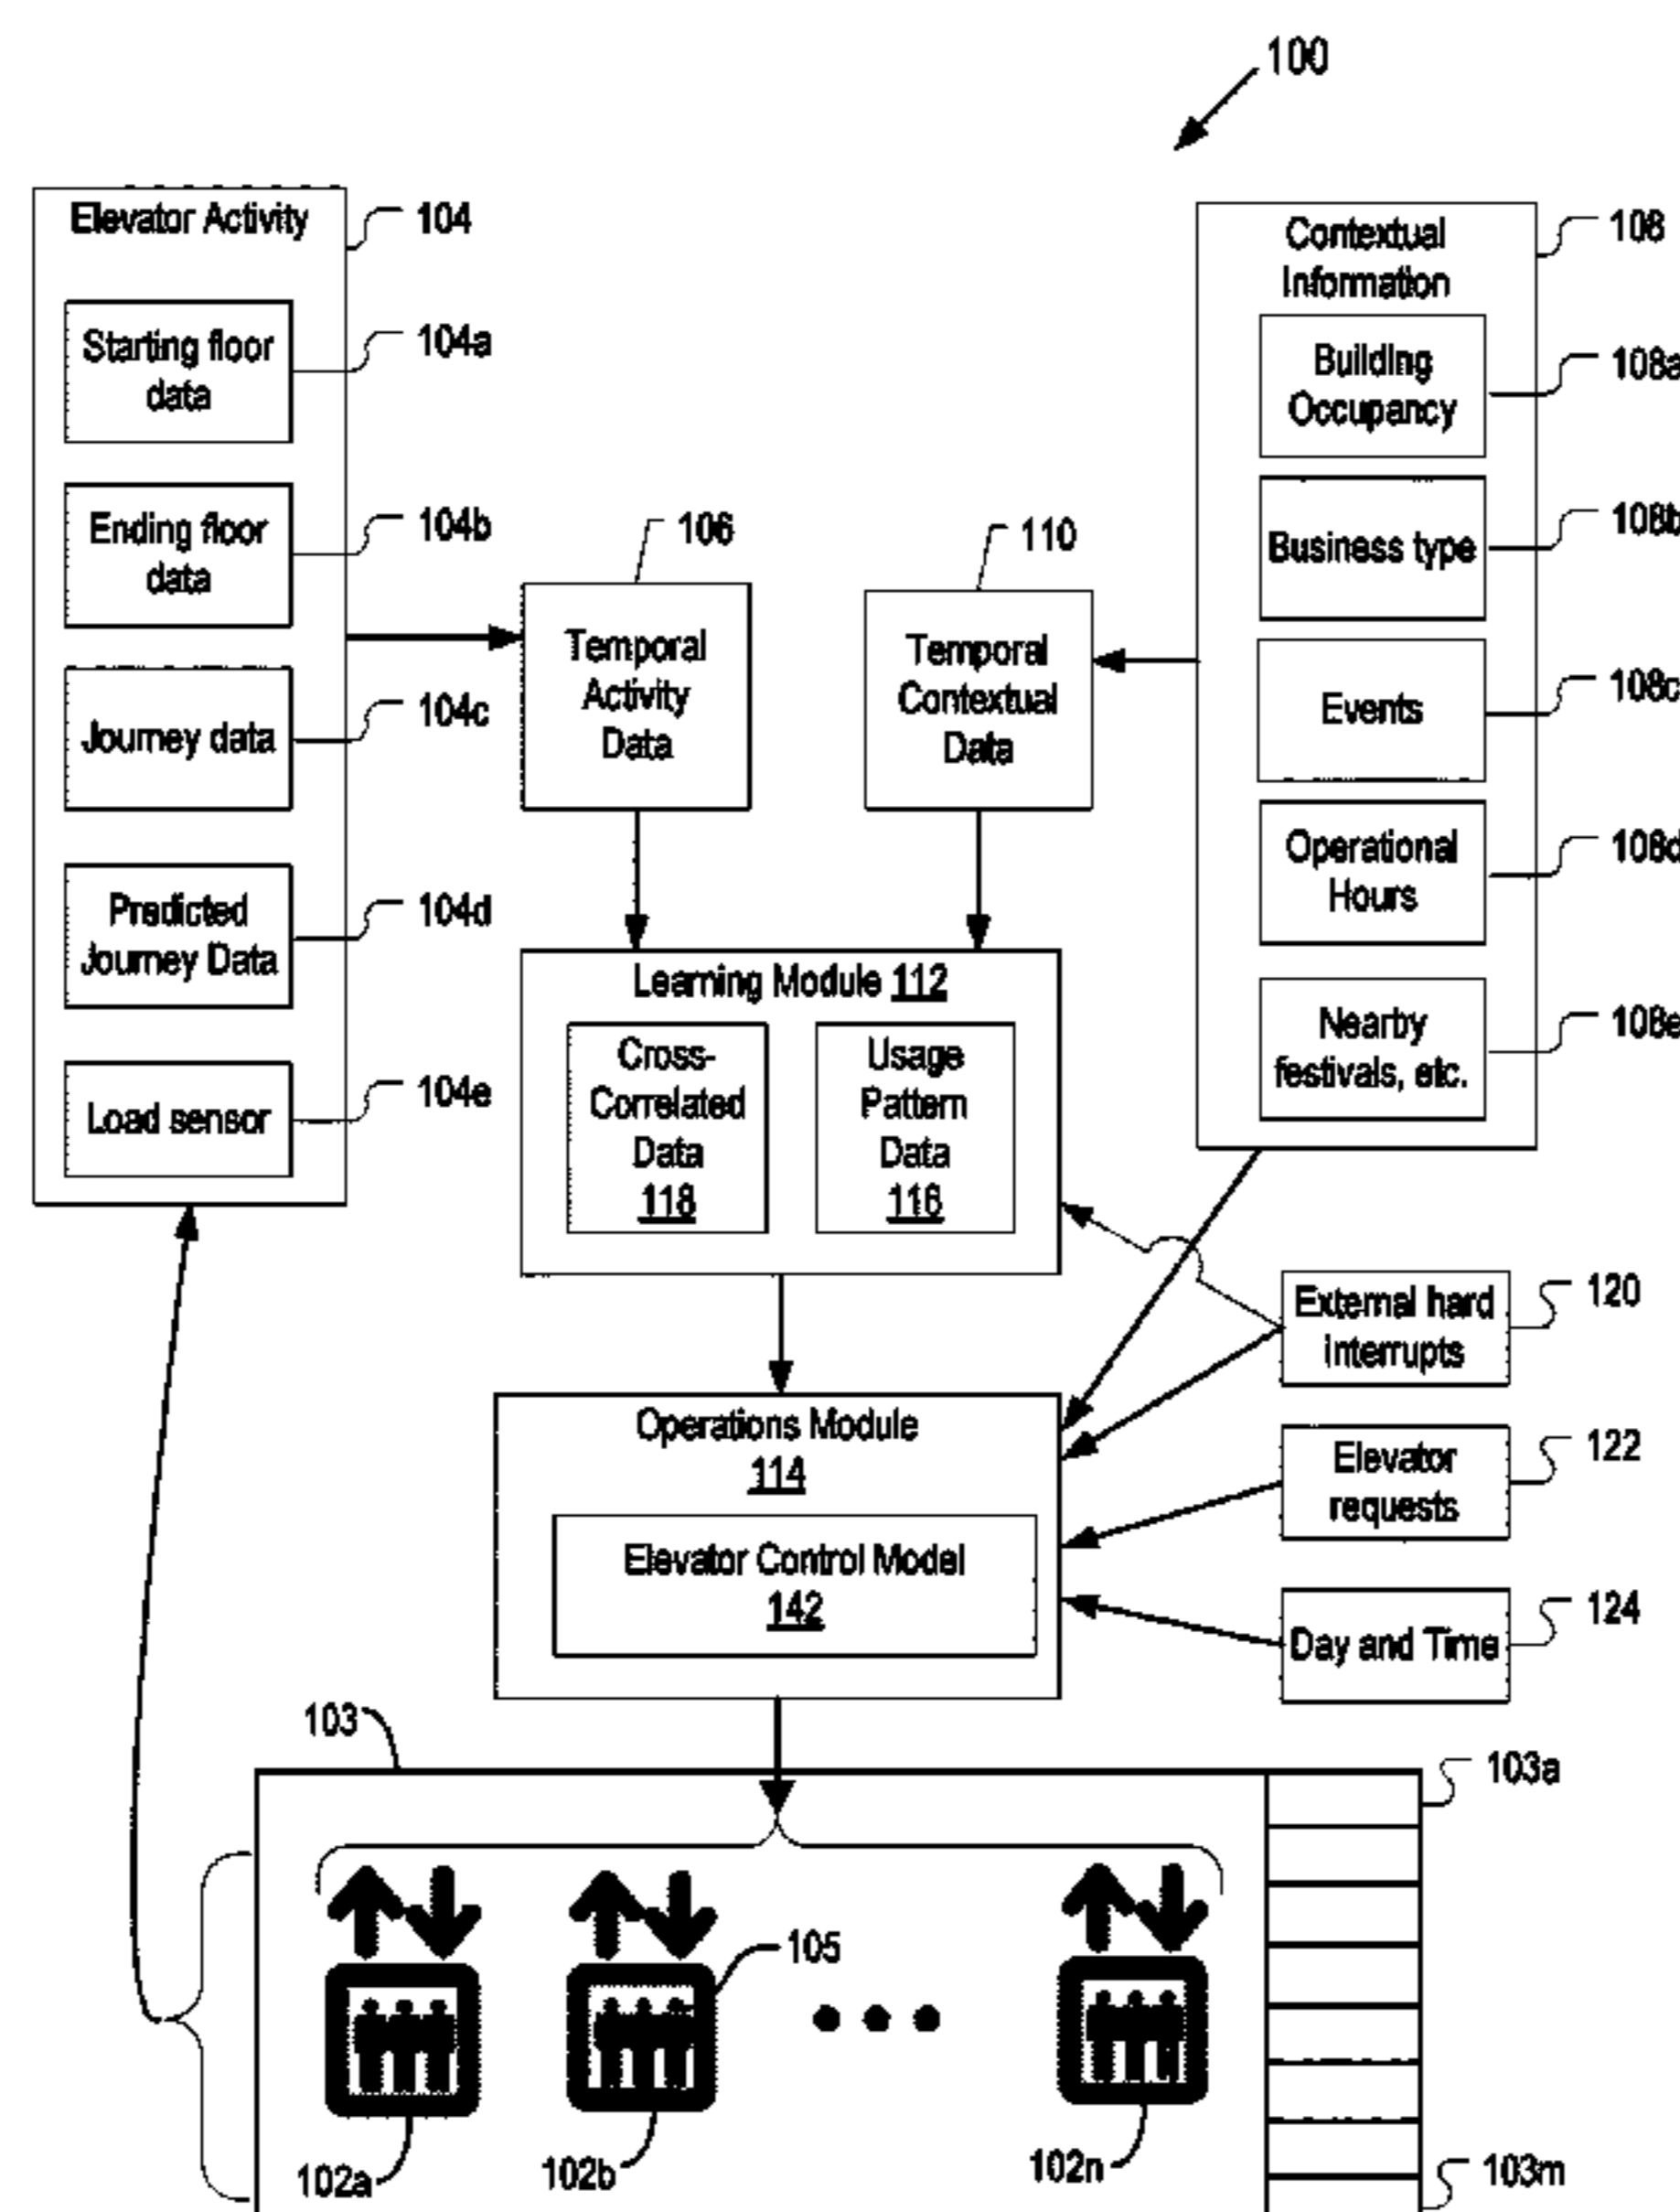 100
Elevator Activity
104
Starting floor
data
104a
Ending floor
data
104b
Journey data
104c
Predicted
Journey Data
104d
Load sensor
104e
Contextual
Information
108
Building
Occupancy
108a
Business type
108b
Events
108c
Operational
Hours
108d
Nearby
festivals, etc.
108e
106
Temporal
Activity
Data
110
Temporal
Contextual
Data
Learning Module 112
Cross-
Correlated
Data
118
Usage
Pattern
Data
116
External hard
interrupts
120
Operations Module
114
Elevator Control Model
142
Elevator
requests
122
Day and Time
124
103
103a
105
102a
102b
102n
103m